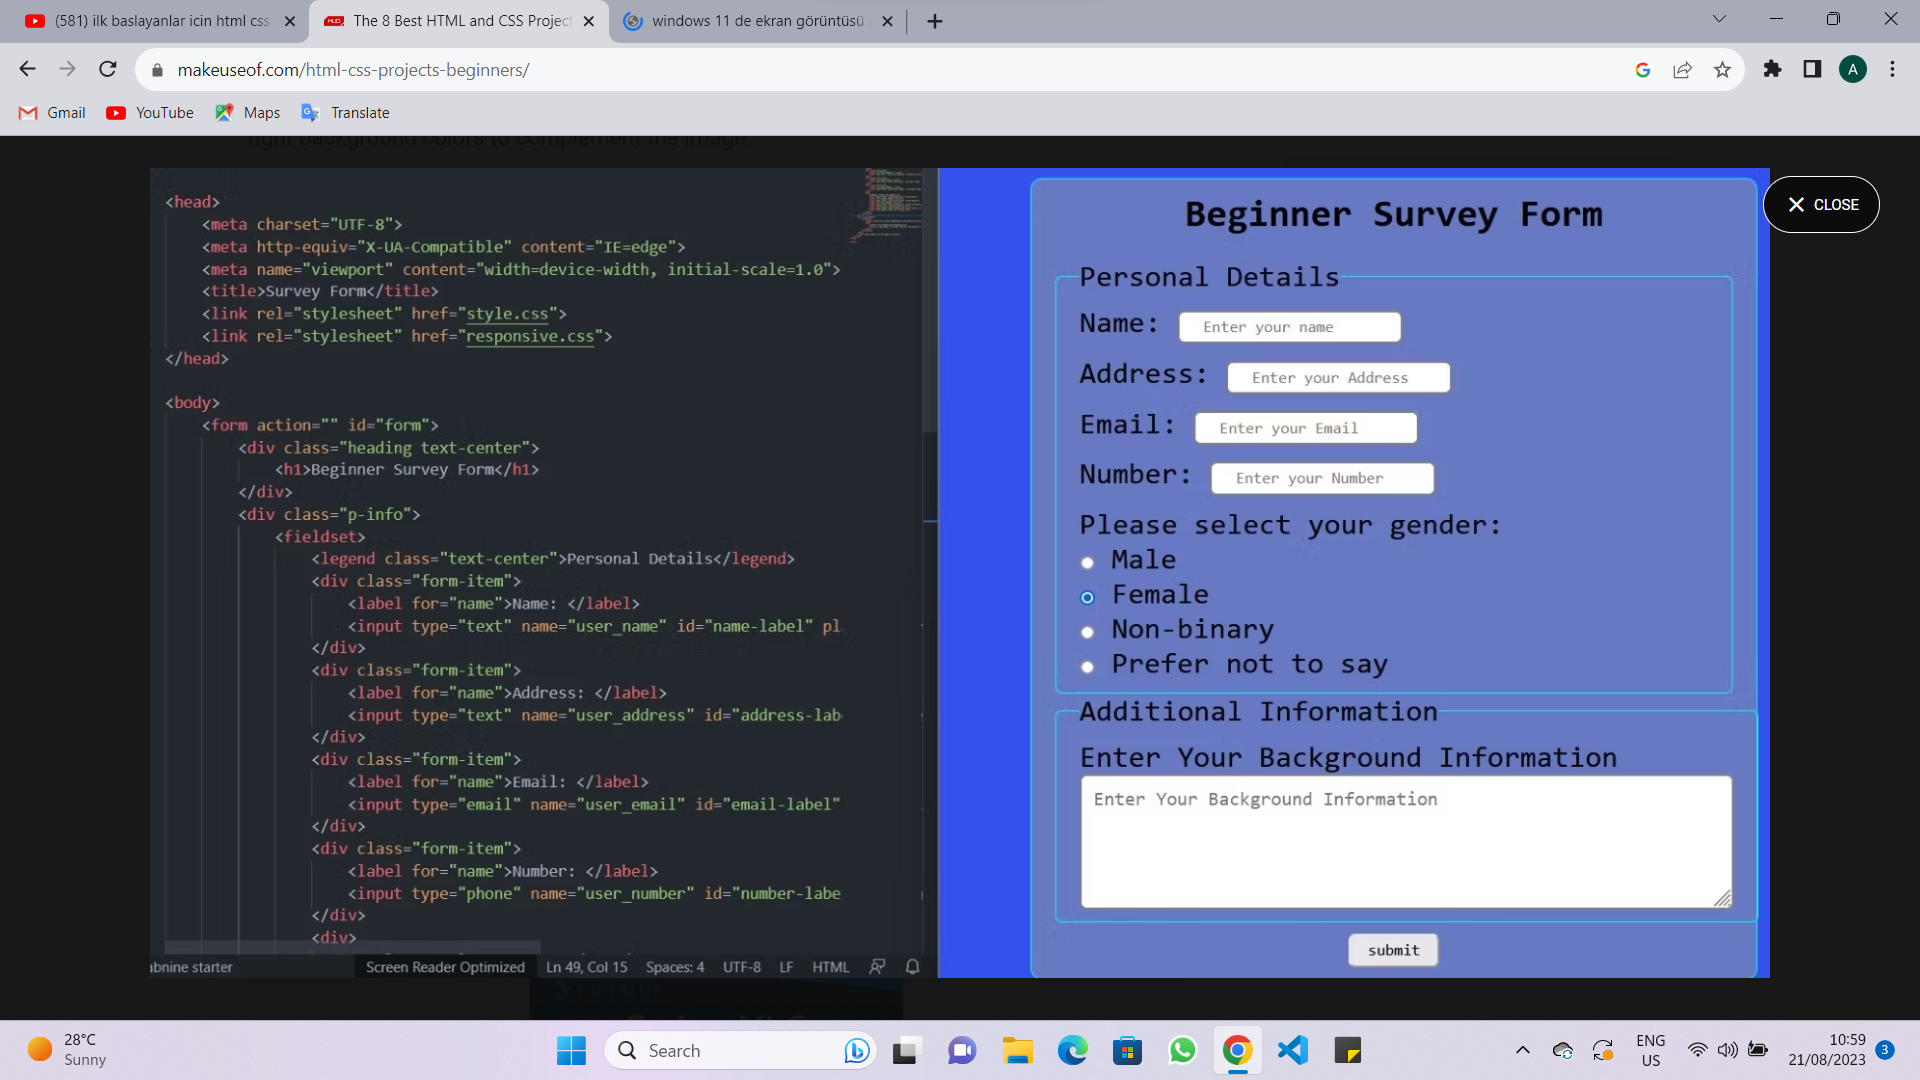 (581) ilk baslayanlar icin html css
The 8 Best HTML and CSS Project
windows 11 de ekran görüntüsü
makeuseof.com/html-css-projects-beginners/
A
Gmail
YouTube
Maps
Translate
right background colors to complement the image.
CLOSE
<head>
<meta charset="UTF-8">
<meta http-equiv="X-UA-Compatible" content="IE=edge">
<meta name="viewport" content="width=device-width, initial-scale=1.0">
<title>Survey Form</title>
<link rel="stylesheet" href="style.css">
<link rel="stylesheet" href="responsive.css">
</head>
<body>
<form action="" id="form">
<div class="heading text-center">
<h1>Beginner Survey Form</h1>
</div>
<div class="p-info">
<fieldset>
<legend class="text-center">Personal Details</legend>
<div class="form-item">
<label for="name">Name: </label>
<input type="text" name="user_name" id="name-label" pl
</div>
<div class="form-item">
<label for="name">Address: </label>
<input type="text" name="user_address" id="address-lab
</div>
<div class="form-item">
<label for="name">Email: </label>
<input type="email" name="user_email" id="email-label"
</div>
<div class="form-item">
<label for="name">Number: </label>
<input type="phone" name="user_number" id="number-labe
</div>
<div>
abnine starter
Screen Reader Optimized
Ln 49, Col 15
Spaces: 4
UTF-8
LF
HTML
Beginner Survey Form
Personal Details
Name: Enter your name
Address: Enter your Address
Email: Enter your Email
Number: Enter your Number
Please select your gender:
Male
Female
Non-binary
Prefer not to say
Additional Information
Enter Your Background Information
Enter Your Background Information
submit
28°C
Sunny
Search
ENG
US
10:59
21/08/2023
3